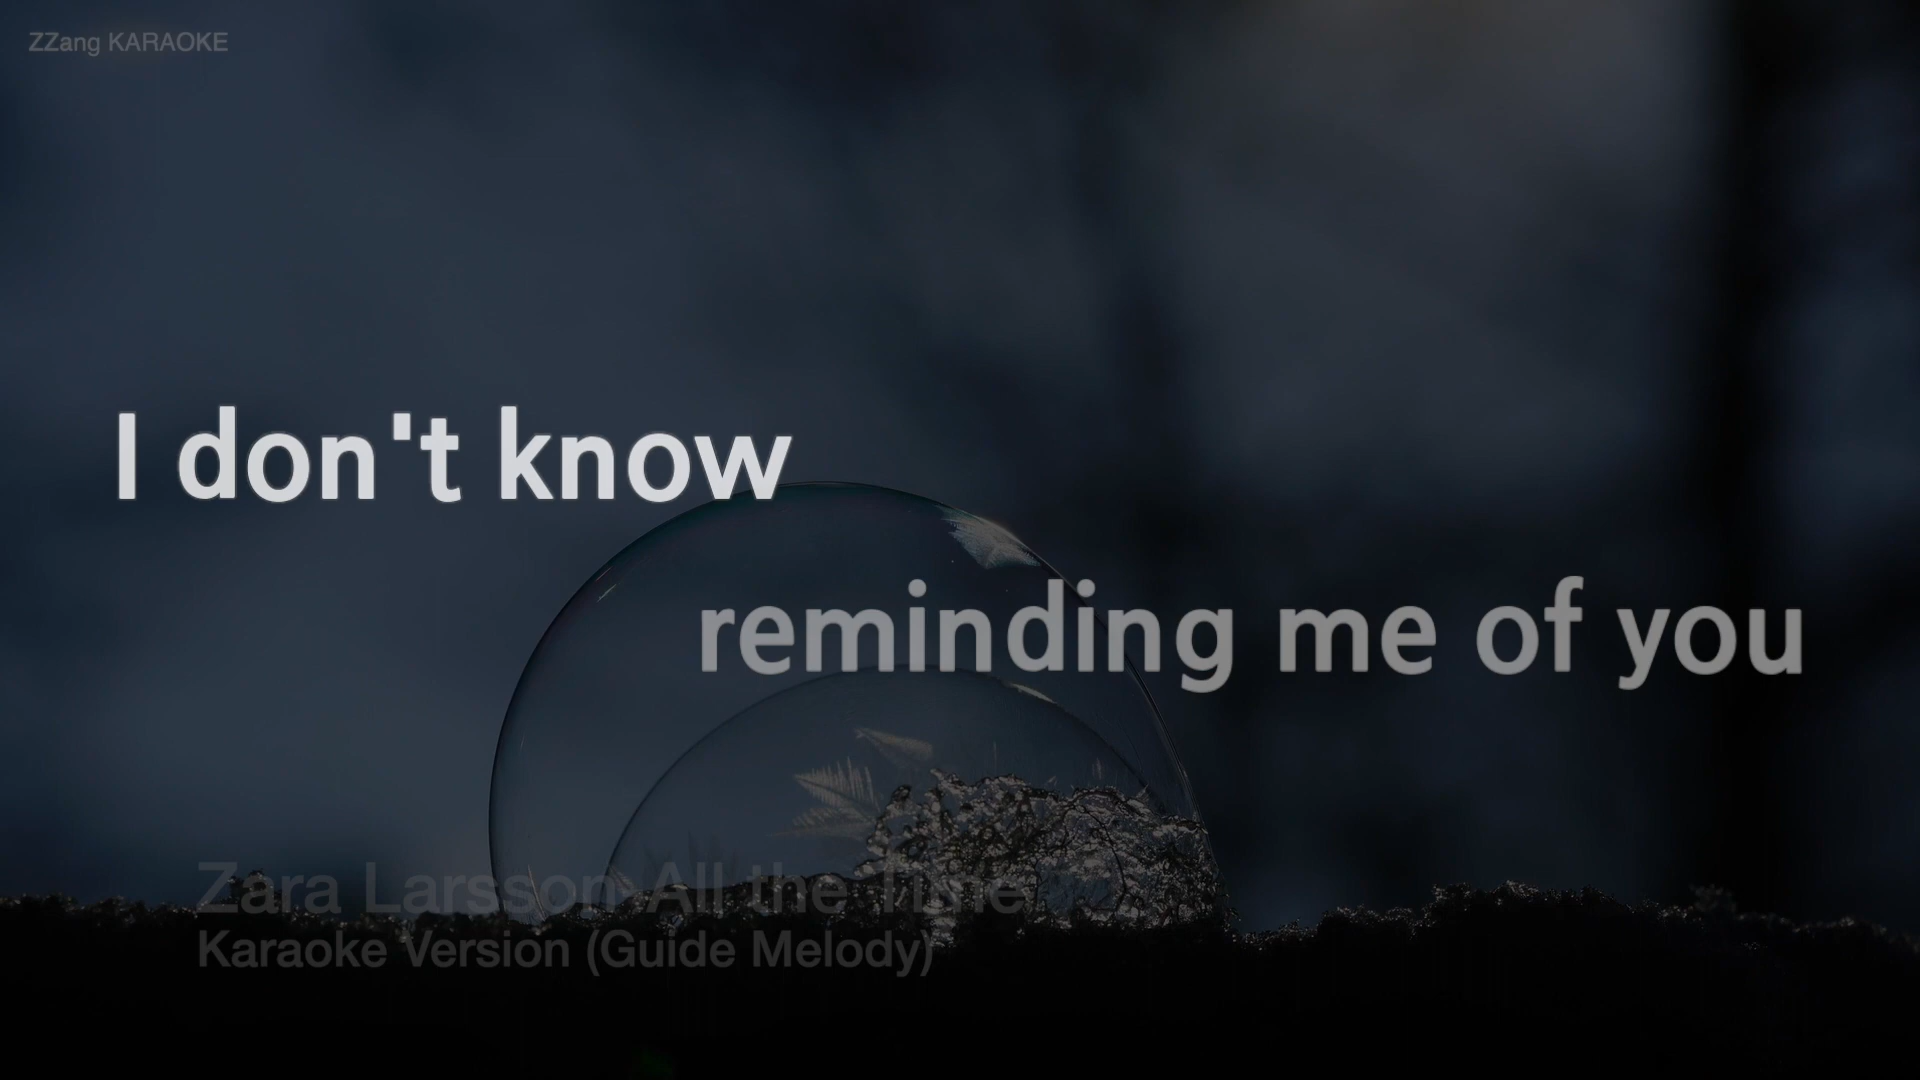 ZZang KARAOKE
I don't know
reminding me of you
Zara Larsson-All the Time
Karaoke Version (Guide Melody)